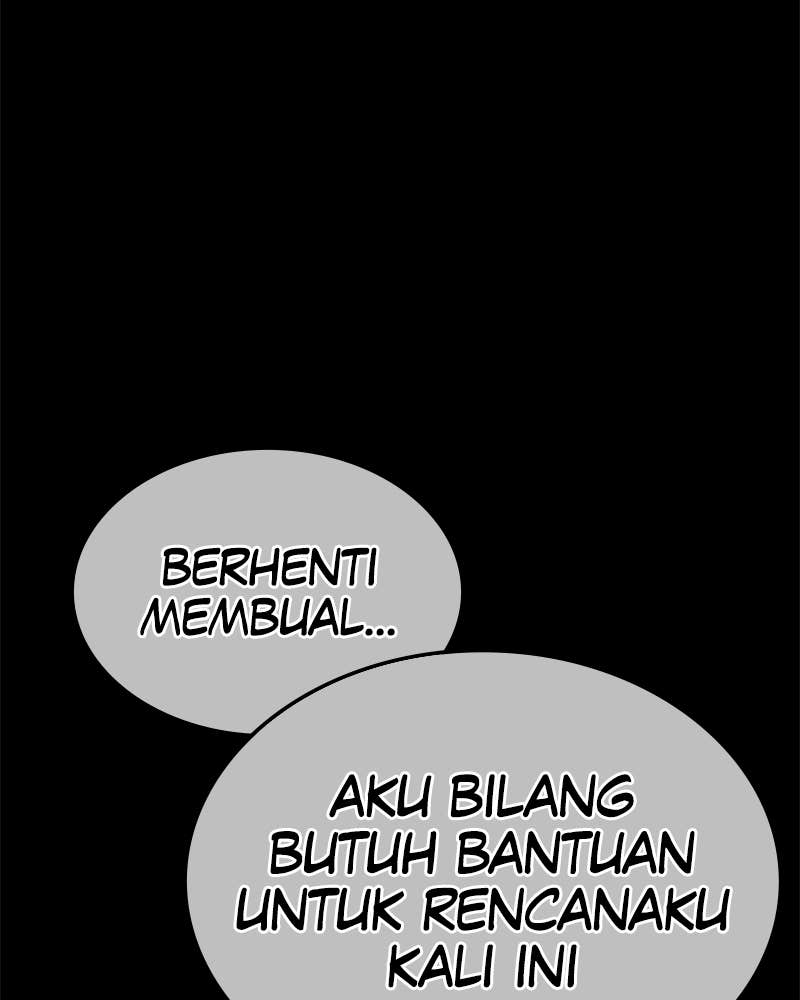 BERHENTI
MEMBUAL...
AKU BILANG
BUTUH BANTUAN
UNTUK RENCANAKU
KALI INI